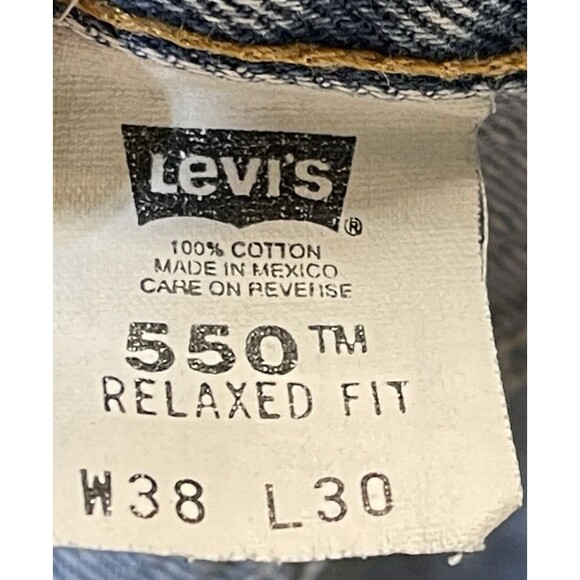 LEVI'S ®
100% COTTON
MADE IN MEXICO
CARE ON REVERSE
550™
RELAXED FIT
W38 L30